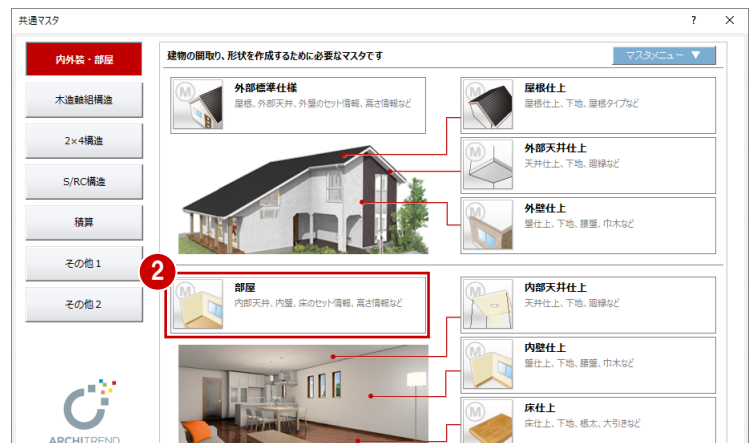 共通マスタ
? ×
内外装・部屋
木造軸組構造
2×4構造
S/RC構造
積算
その他1
その他2
ARCHITREND
建物の間取り、形状を作成するために必要なマスタです
マスタメニュー ▼
M
外部標準仕様
屋根、外部天井、外壁のセット情報、高さ情報など
M
屋根仕上
屋根仕上、下地、屋根タイプなど
M
外部天井仕上
天井仕上、下地、廻縁など
M
外壁仕上
壁仕上、下地、腰壁、巾木など
2
M
部屋
内部天井、内壁、床のセット情報、高さ情報など
M
内部天井仕上
天井仕上、下地、廻縁など
M
内壁仕上
壁仕上、下地、腰壁、巾木など
M
床仕上
床仕上、下地、根太、大引きなど